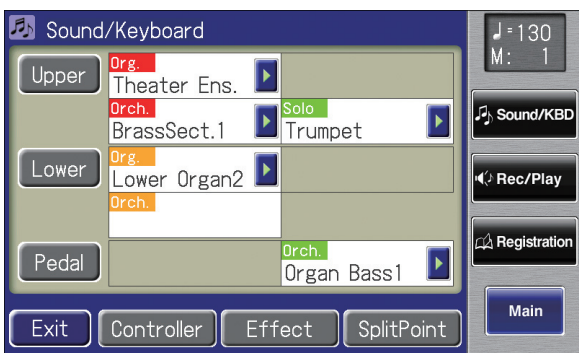 Sound/Keyboard
♩=130
M: 1
Upper
Org.
Theater Ens.
Orch.
BrassSect.1
Solo
Trumpet
Lower
Org.
Lower Organ2
Orch.
Pedal
Orch.
Organ Bass1
Exit
Controller
Effect
SplitPoint
Sound/KBD
Rec/Play
Registration
Main